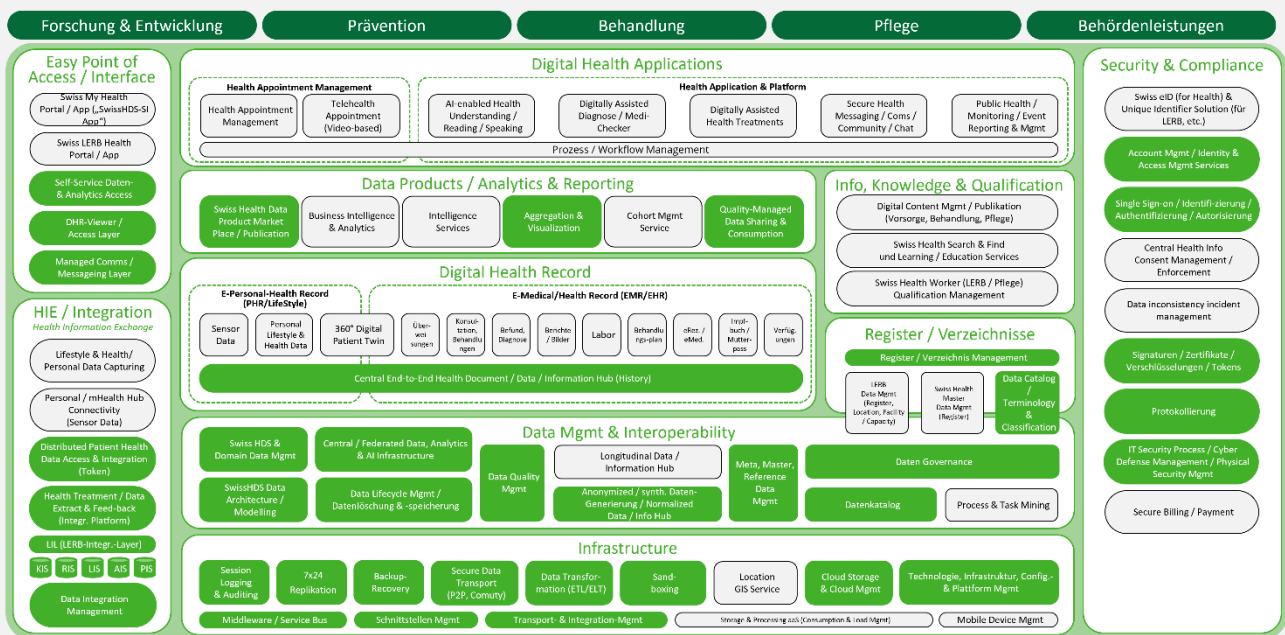 Forschung & Entwicklung
Prävention
Behandlung
Pflege
Behördenleistungen
Easy Point of
Access / Interface
Swiss My Health
Portal / App („SwissHDS-SI
App“)
Swiss LERB Health
Portal / App
Self-Service Daten-
& Analytics Access
DHR-Viewer /
Access Layer
Managed Comms /
Messageing Layer
HIE / Integration
Health Information Exchange
Lifestyle & Health/
Personal Data Capturing
Personal / mHealth Hub
Connectivity
(Sensor Data)
Distributed Patient Health
Data Access & Integration
(Token)
Health Treatment / Data
Extract & Feed-back
(Integr. Platform)
LIL (LERB-Integr.-Layer)
KIS
RIS
LIS
AIS
PIS
Data Integration
Management
Digital Health Applications
Health Appointment Management
Health Appointment
Management
Telehealth
Appointment
(Video-based)
Health Application & Platform
AI-enabled Health
Understanding /
Reading / Speaking
Digitally Assisted
Diagnose / Medi-
Checker
Digitally Assisted
Health Treatments
Secure Health
Messaging / Coms /
Community / Chat
Public Health /
Monitoring / Event
Reporting & Mgmt
Prozess / Workflow Management
Data Products / Analytics & Reporting
Swiss Health Data
Product Market
Place / Publication
Business Intelligence
& Analytics
Intelligence
Services
Aggregation &
Visualization
Cohort Mgmt
Service
Quality-Managed
Data Sharing &
Consumption
Info, Knowledge & Qualification
Digital Content Mgmt / Publikation
(Vorsorge, Behandlung, Pflege)
Swiss Health Search & Find
und Learning / Education Services
Swiss Health Worker (LERB / Pflege)
Qualification Management
Digital Health Record
E-Personal-Health Record
(PHR/LifeStyle)
Sensor
Data
Personal
Lifestyle &
Health Data
360° Digital
Patient Twin
E-Medical/Health Record (EMR/EHR)
Über-
wei
sungen
Konsul-
tation,
Behandlu
ngen
Befund,
Diagnose
Berichte
/ Bilder
Labor
Behandlu
ngs-plan
eRez. /
eMed.
Impf-
buch /
Mutter-
pass
Verfüg.
ungen
Central End-to-End Health Document / Data / Information Hub (History)
Register / Verzeichnisse
Register / Verzeichnis Management
LERB
Data Mgmt
(Register,
Location, Facility
/ Capacity)
Swiss Health
Master
Data Mgmt
(Register)
Data Catalog
/
Terminology
&
Classification
Data Mgmt & Interoperability
Swiss HDS &
Domain Data Mgmt
Central / Federated Data, Analytics
& AI Infrastructure
SwissHDS Data
Architecture /
Modelling
Data Lifecycle Mgmt /
Datenlöschung & -speicherung
Data Quality
Mgmt
Longitudinal Data /
Information Hub
Anonymized / synth. Daten-
Generierung / Normalized
Data / Info Hub
Meta, Master,
Reference
Data
Mgmt
Daten Governance
Datenkatalog
Process & Task Mining
Infrastructure
Session
Logging
& Auditing
7x24
Replikation
Backup-
Recovery
Secure Data
Transport
(P2P, Comuty)
Data Transfor-
mation (ETL/ELT)
Sand-
boxing
Location
GIS Service
Cloud Storage
& Cloud Mgmt
Technologie, Infrastruktur, Config.-
& Plattform Mgmt
Middleware / Service Bus
Schnittstellen Mgmt
Transport- & Integration-Mgmt
Storage & Processing aaS (Consumption & Load Mgmt)
Mobile Device Mgmt
Security & Compliance
Swiss eID (for Health) &
Unique Identifier Solution (für
LERB, etc.)
Account Mgmt / Identity &
Access Mgmt Services
Single Sign-on / Identifi-zierung /
Authentifizierung / Autorisierung
Central Health Info
Consent Management /
Enforcement
Data inconsistency incident
management
Signaturen / Zertifikate /
Verschlüsselungen / Tokens
Protokollierung
IT Security Process / Cyber
Defense Management / Physical
Security Mgmt
Secure Billing / Payment